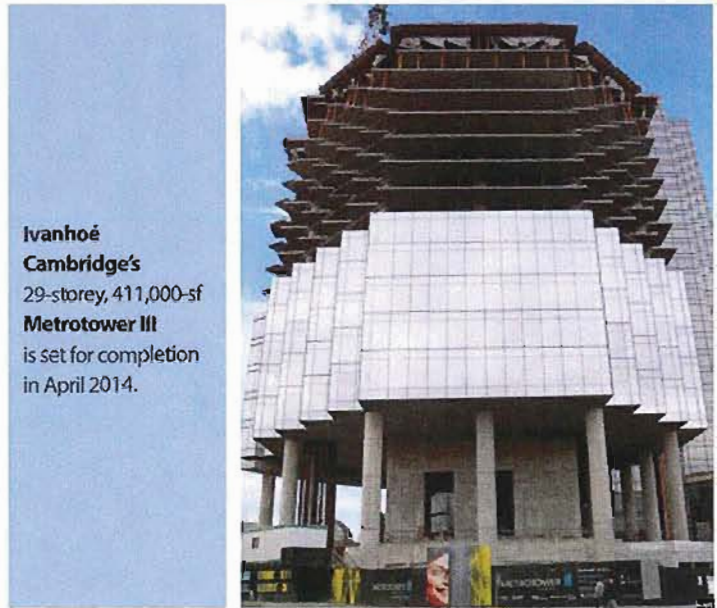 Ivanhoé
Cambridge's
29-storey, 411,000-sf
Metrotower III
is set for completion
in April 2014.
METROTOWER